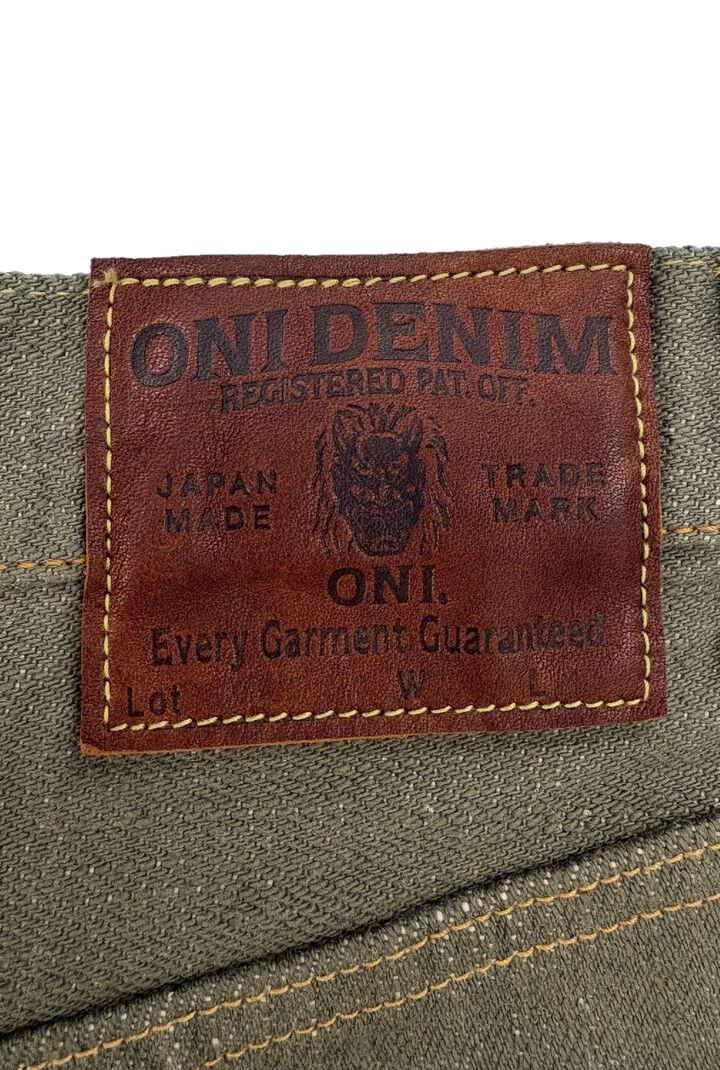 ONI DENIM
REGISTERED PAT. OFF.
JAPAN MADE
TRADE MARK
ONI.
Every Garment Guaranteed
Lot W L